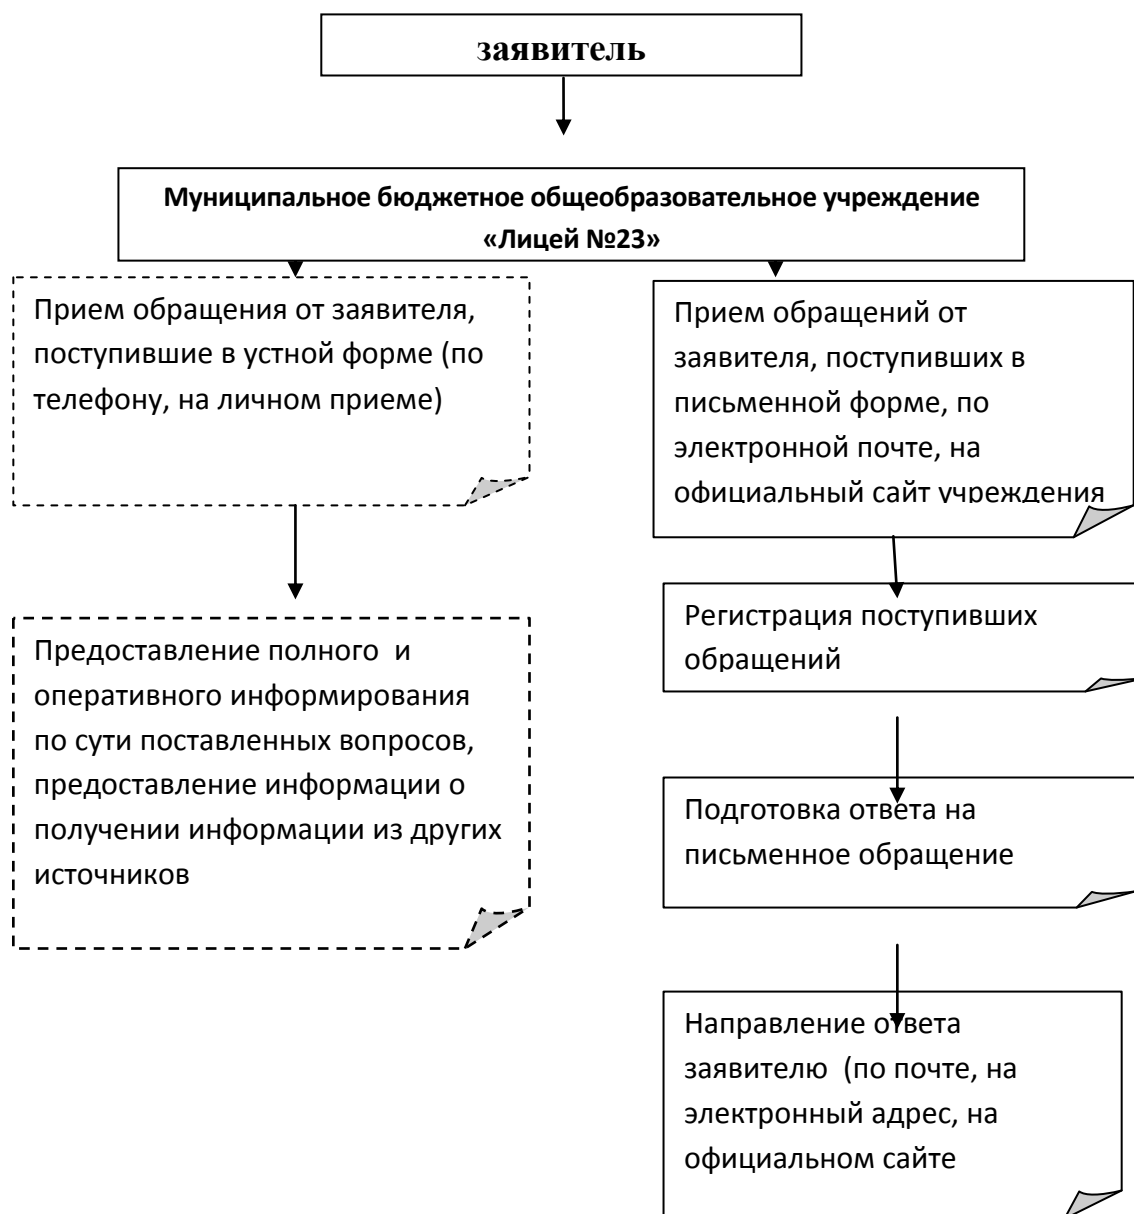 заявитель
Муниципальное бюджетное общеобразовательное учреждение
«Лицей №23»
Прием обращения от заявителя,
поступившие в устной форме (по
телефону, на личном приеме)
Предоставление полного и
оперативного информирования
по сути поставленных вопросов,
предоставление информации о
получении информации из других
источников
Прием обращений от
заявителя, поступивших в
письменной форме, по
электронной почте, на
официальный сайт учреждения
Регистрация поступивших
обращений
Подготовка ответа на
письменное обращение
Направление ответа
заявителю (по почте, на
электронный адрес, на
официальном сайте